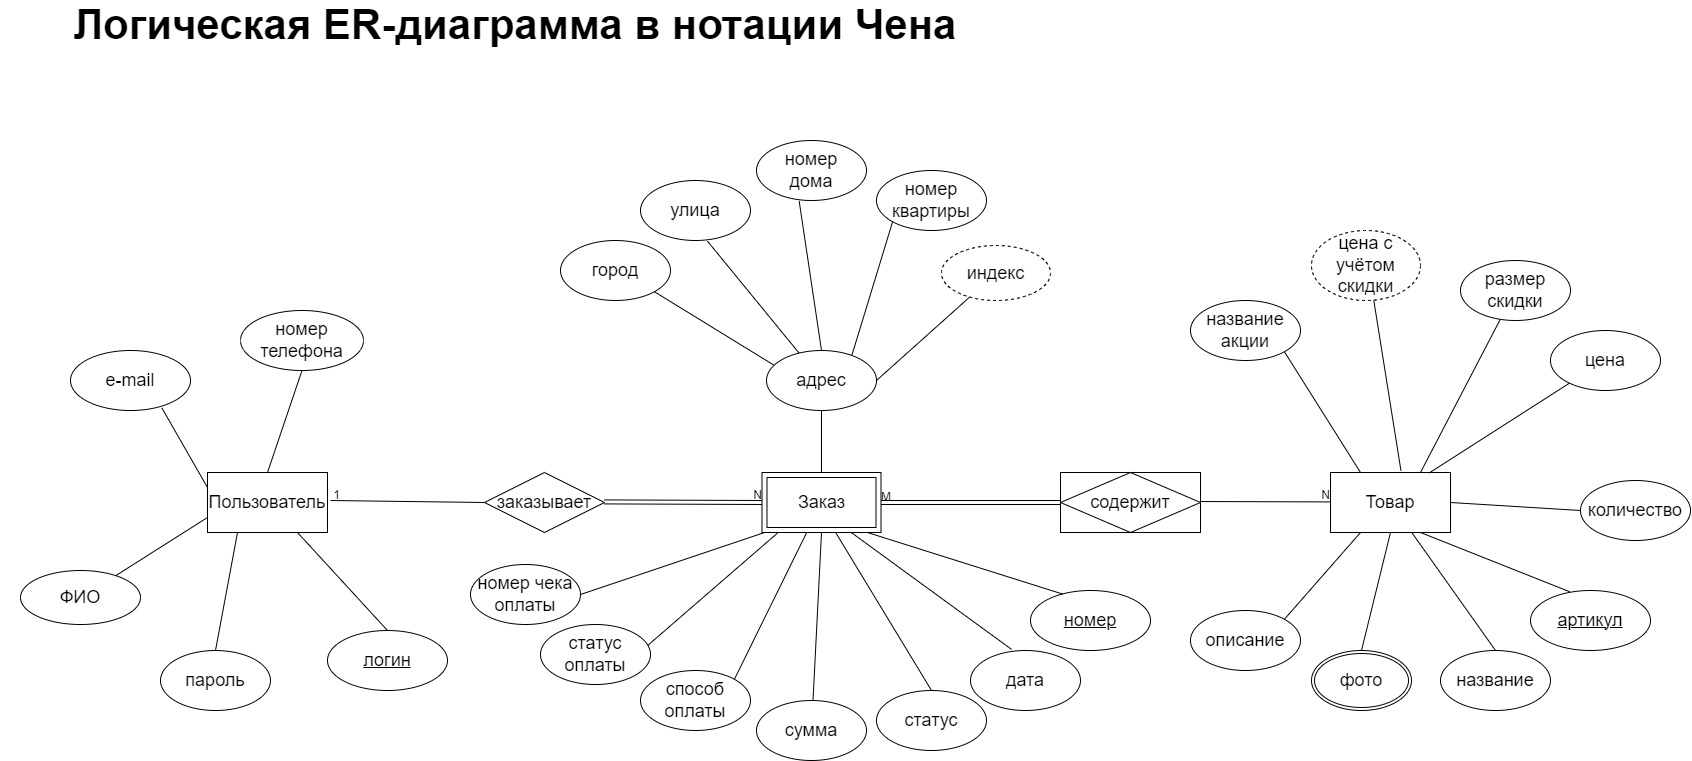 Логическая ER-диаграмма в нотации Чена
номер
дома
номер
квартиры
улица
город
индекс
адрес
цена с
учётом
скидки
размер
скидки
название
акции
цена
номер
телефона
e-mail
Пользователь
1
заказывает
N
Заказ
M
содержит
N
Товар
количество
ФИО
пароль
логин
номер чека
оплаты
статус
оплаты
способ
оплаты
сумма
статус
дата
номер
описание
фото
название
артикул